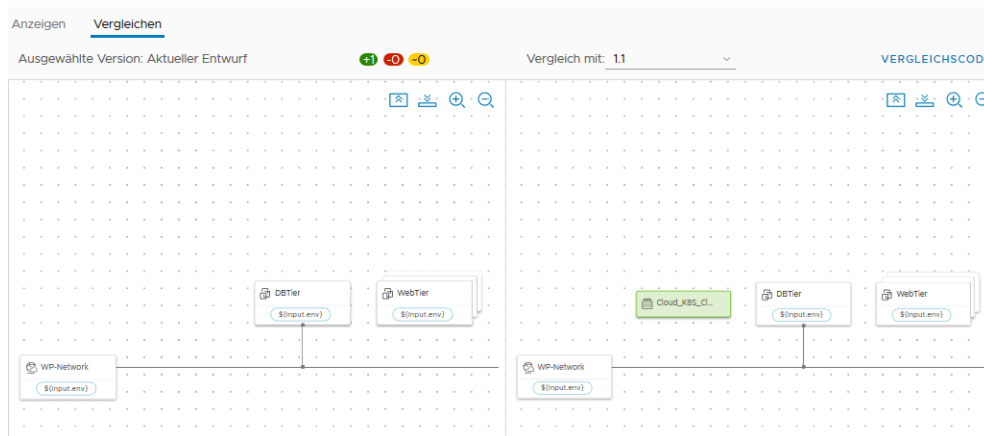 Anzeigen Vergleichen
Ausgewählte Version: Aktueller Entwurf +1 -0 ~0 Vergleich mit: 1.1 VERGLEICHSCOD
DBTier
${input.env}
WebTier
${input.env}
WP-Network
${input.env}
Cloud_K8S_Cl...
DBTier
${input.env}
WebTier
${input.env}
WP-Network
${input.env}